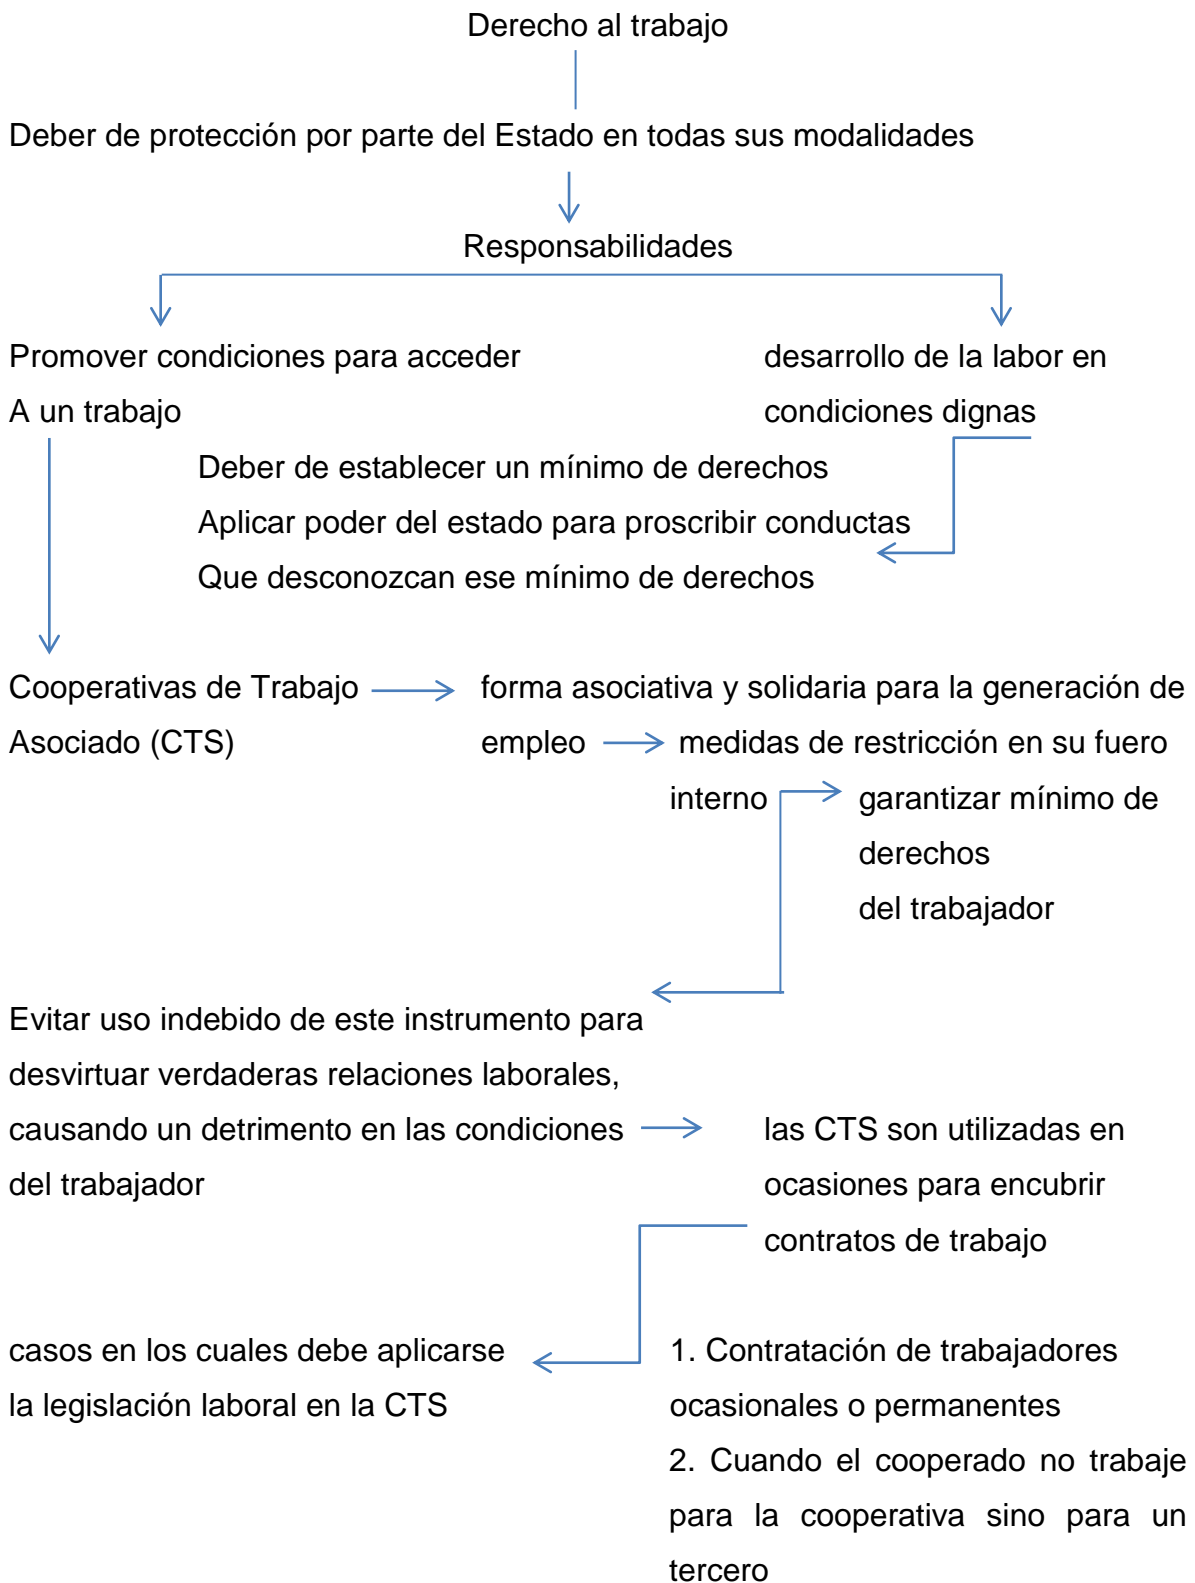 Derecho al trabajo
Deber de protección por parte del Estado en todas sus modalidades
Responsabilidades
Promover condiciones para acceder
A un trabajo
desarrollo de la labor en
condiciones dignas
Deber de establecer un mínimo de derechos
Aplicar poder del estado para proscribir conductas
Que desconozcan ese mínimo de derechos
Cooperativas de Trabajo
Asociado (CTS)
forma asociativa y solidaria para la generación de
empleo
medidas de restricción en su fuero
interno
garantizar mínimo de
derechos
del trabajador
Evitar uso indebido de este instrumento para
desvirtuar verdaderas relaciones laborales,
causando un detrimento en las condiciones
del trabajador
las CTS son utilizadas en
ocasiones para encubrir
contratos de trabajo
casos en los cuales debe aplicarse
la legislación laboral en la CTS
1. Contratación de trabajadores
ocasionales o permanentes
2. Cuando el cooperado no trabaje
para la cooperativa sino para un
tercero